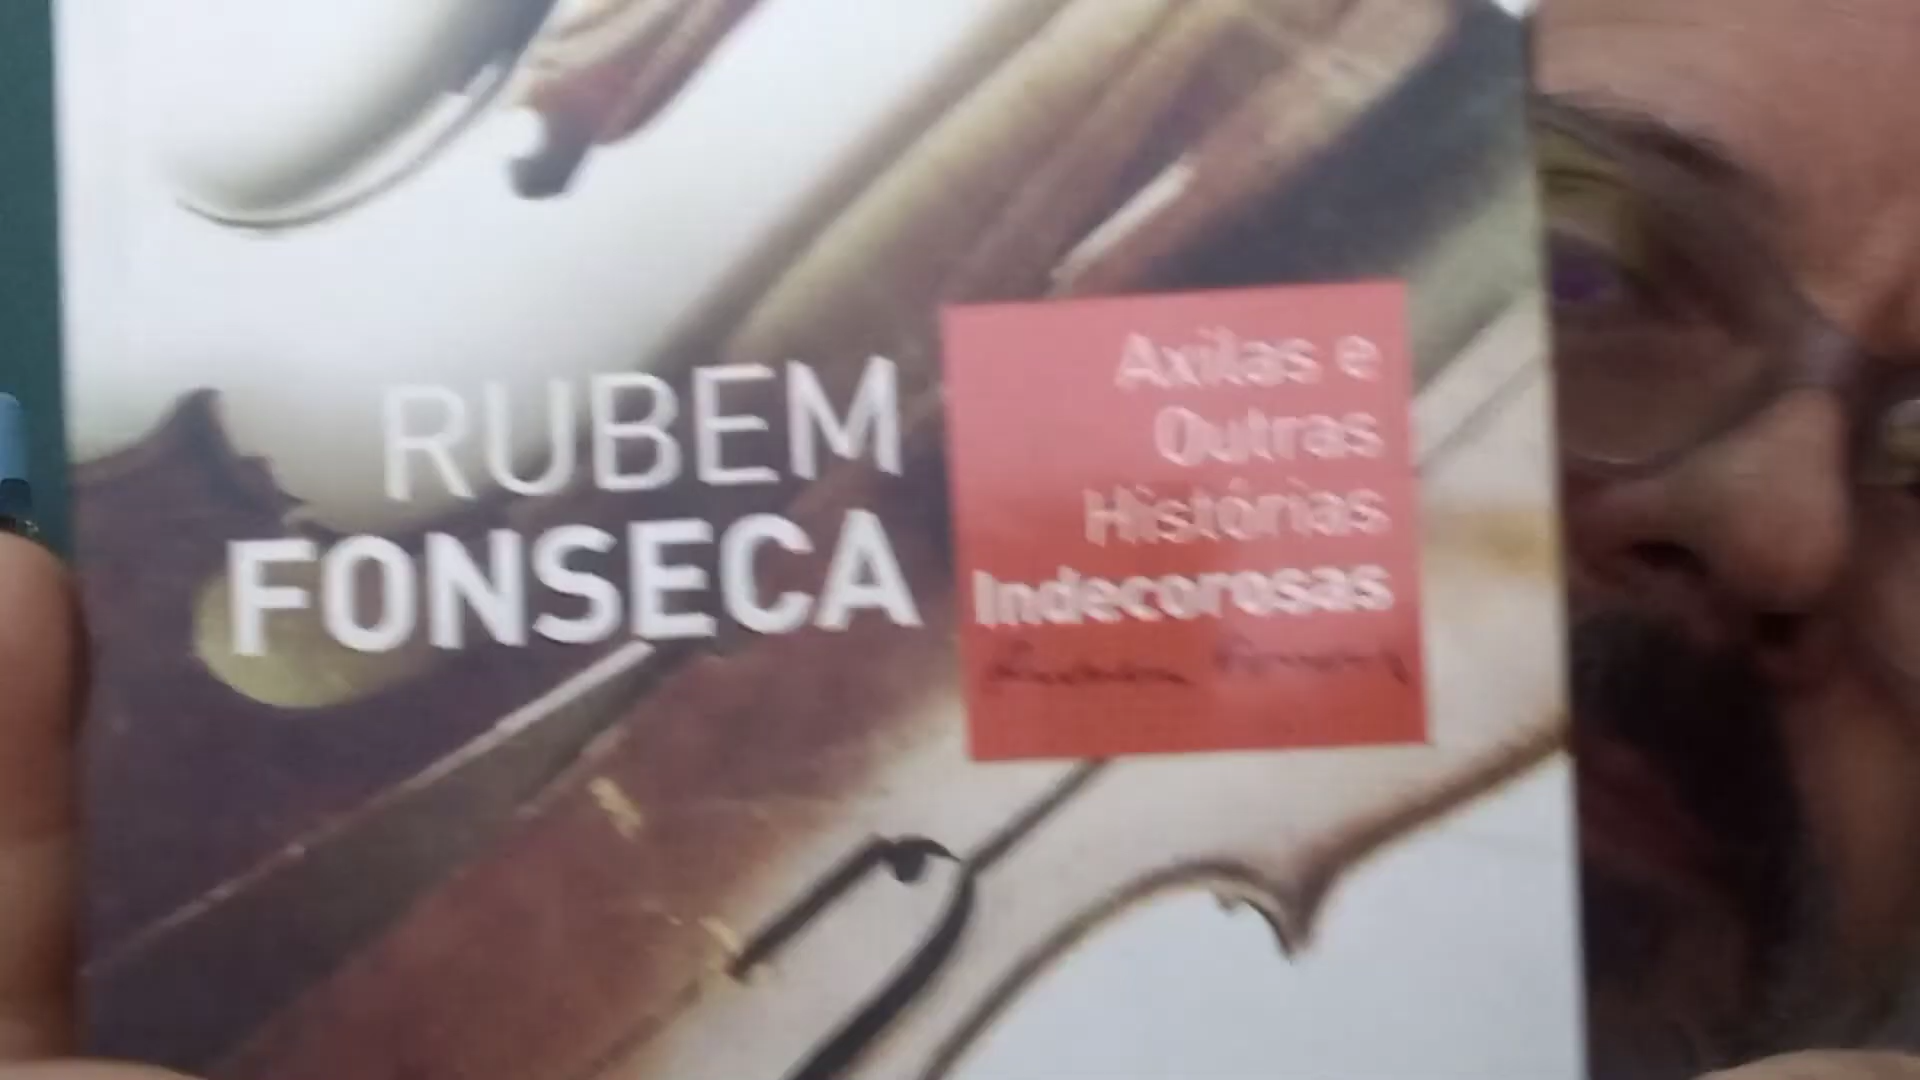 RUBEM
FONSECA
Axilas e
Outras
Histórias
Indecorosas